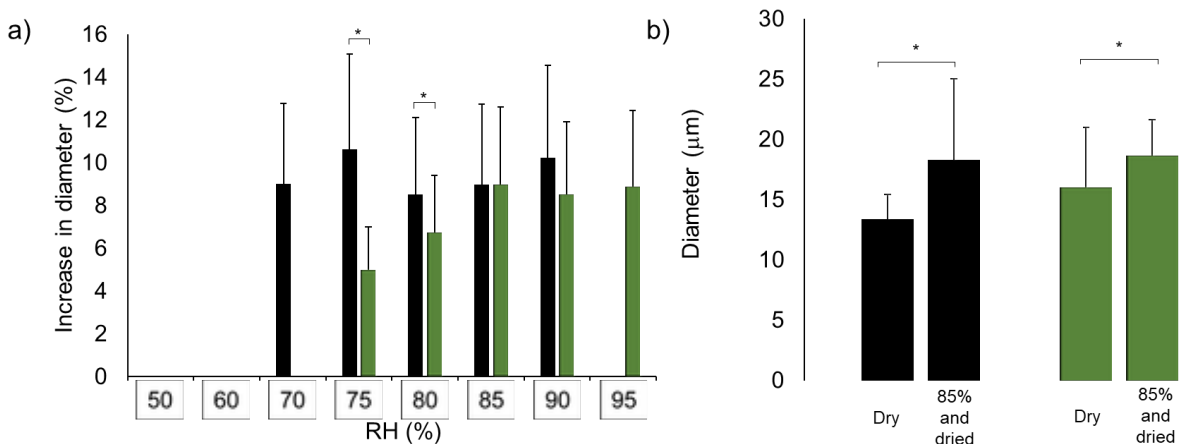 a)
Increase in diameter (%)
16
14
12
10
8
6
4
2
0
*
*
50 60 70 75 80 85 90 95
RH (%)
b)
Diameter (μm)
30
25
20
15
10
5
0
*
*
Dry
85%
and
dried
Dry
85%
and
dried